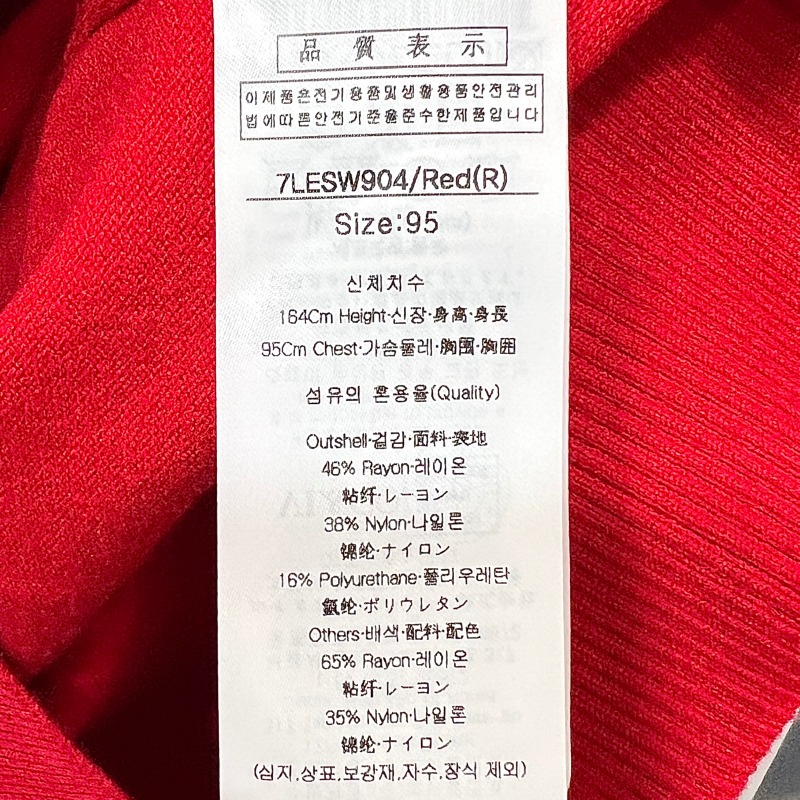 品質表示
이제품은전기용품및생활용품안전관리
법에따른안전기준을준수한제품입니다
7LESW904/Red(R)
Size:95
신체치수
164Cm Height·신장·身高·身長
95Cm Chest·가슴둘레·胸围·胸囲
섬유의 혼용율(Quality)
Outshell·겉감·面料·表地
46% Rayon·레이온
粘纤·レーヨン
38% Nylon·나일론
锦纶·ナイロン
16% Polyurethane·폴리우레탄
氨纶·ポリウレタン
Others·배색·配料·配色
65% Rayon·레이온
粘纤·レーヨン
35% Nylon·나일론
锦纶·ナイロン
(심지,상표,보강재,자수,장식 제외)